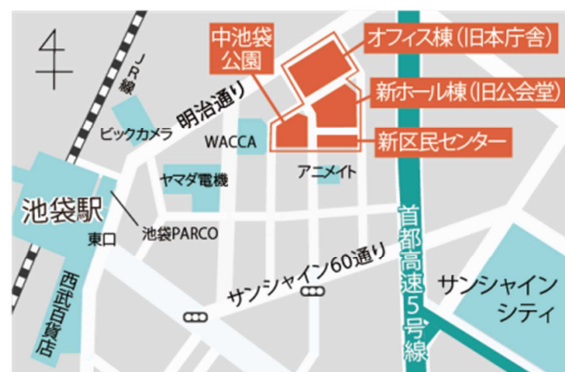 オフィス棟（旧本庁舎）
中池袋
公園
新ホール棟（旧公会堂）
新区民センター
JR線
明治通り
ビックカメラ
WACCA
ヤマダ電機
アニメイト
池袋駅
東口
池袋PARCO
西武百貨店
サンシャイン60通り
首都高速5号線
サンシャイン
シティ